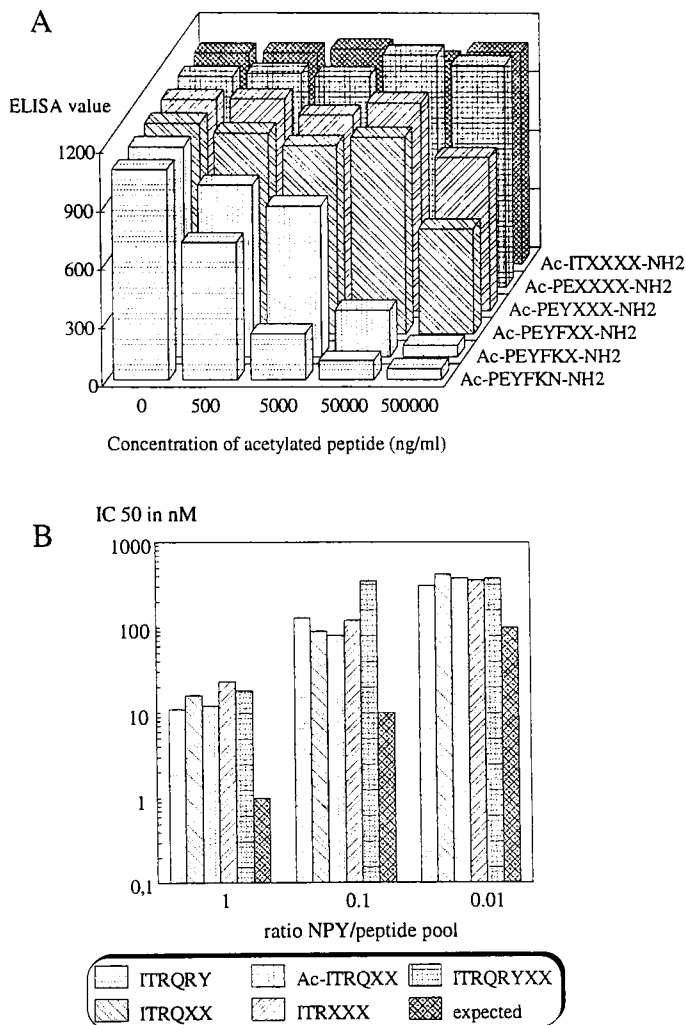 A
ELISA value
1200
900
600
300
0
0 500 5000 50000 500000
Concentration of acetylated peptide (ng/ml)
Ac-ITXXXX-NH2
Ac-PEXXXX-NH2
Ac-PEYXXX-NH2
Ac-PEYFXX-NH2
Ac-PEYFKX-NH2
Ac-PEYFKN-NH2
B
IC 50 in nM
1000
100
10
1
0,1
1 0.1 0.01
ratio NPY/peptide pool
ITRQRY Ac-ITRQXX ITRQRYXX
ITRQXX ITRXXX expected